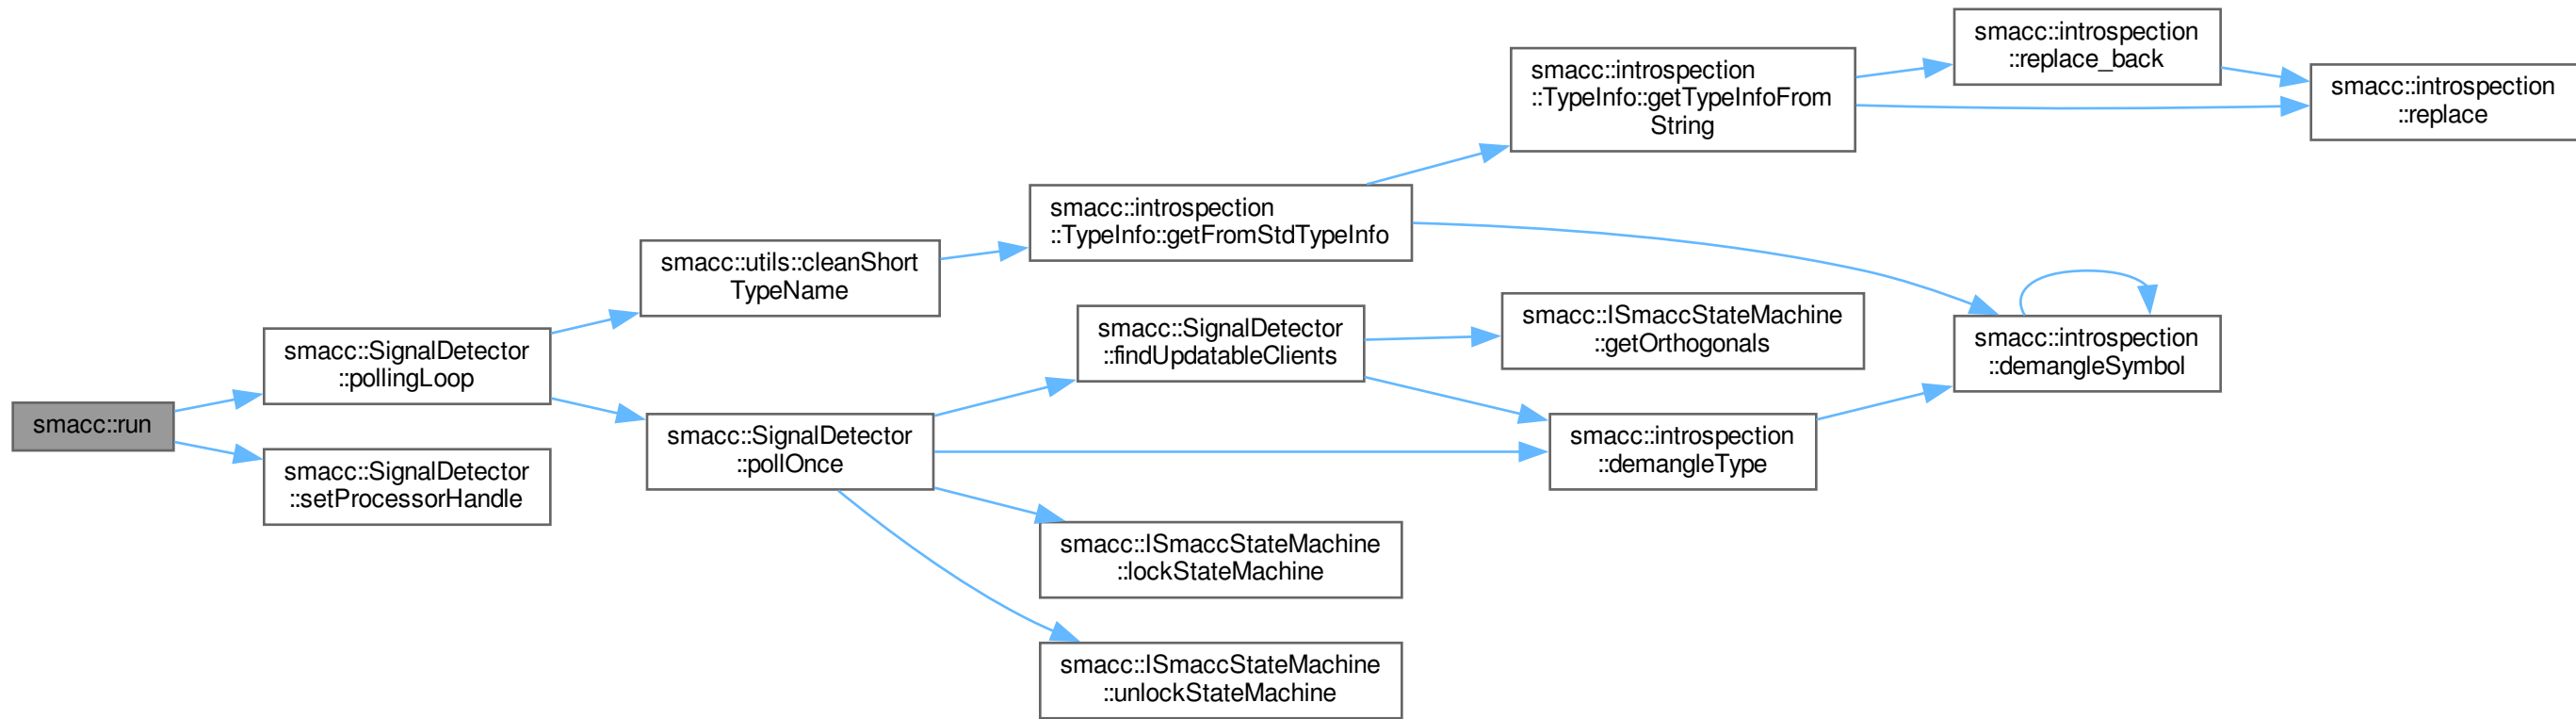 smacc::run
smacc::SignalDetector
::pollingLoop
smacc::SignalDetector
::setProcessorHandle
smacc::utils::cleanShort
TypeName
smacc::SignalDetector
::pollOnce
smacc::introspection
::TypeInfo::getFromStdTypeInfo
smacc::SignalDetector
::findUpdatableClients
smacc::ISmaccStateMachine
::lockStateMachine
smacc::ISmaccStateMachine
::unlockStateMachine
smacc::introspection
::TypeInfo::getTypeInfoFrom
String
smacc::ISmaccStateMachine
::getOrthogonals
smacc::introspection
::demangleType
smacc::introspection
::replace_back
smacc::introspection
::demangleSymbol
smacc::introspection
::replace